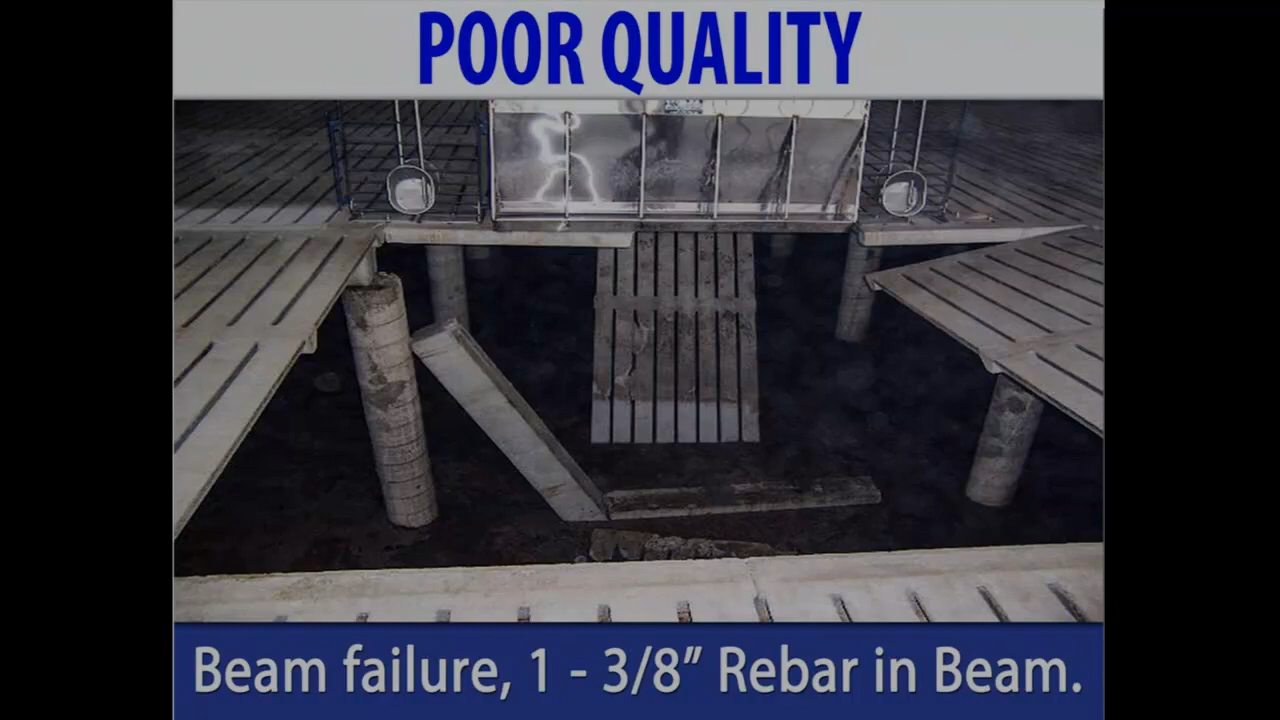 POOR QUALITY
Beam failure, 1 - 3/8” Rebar in Beam.